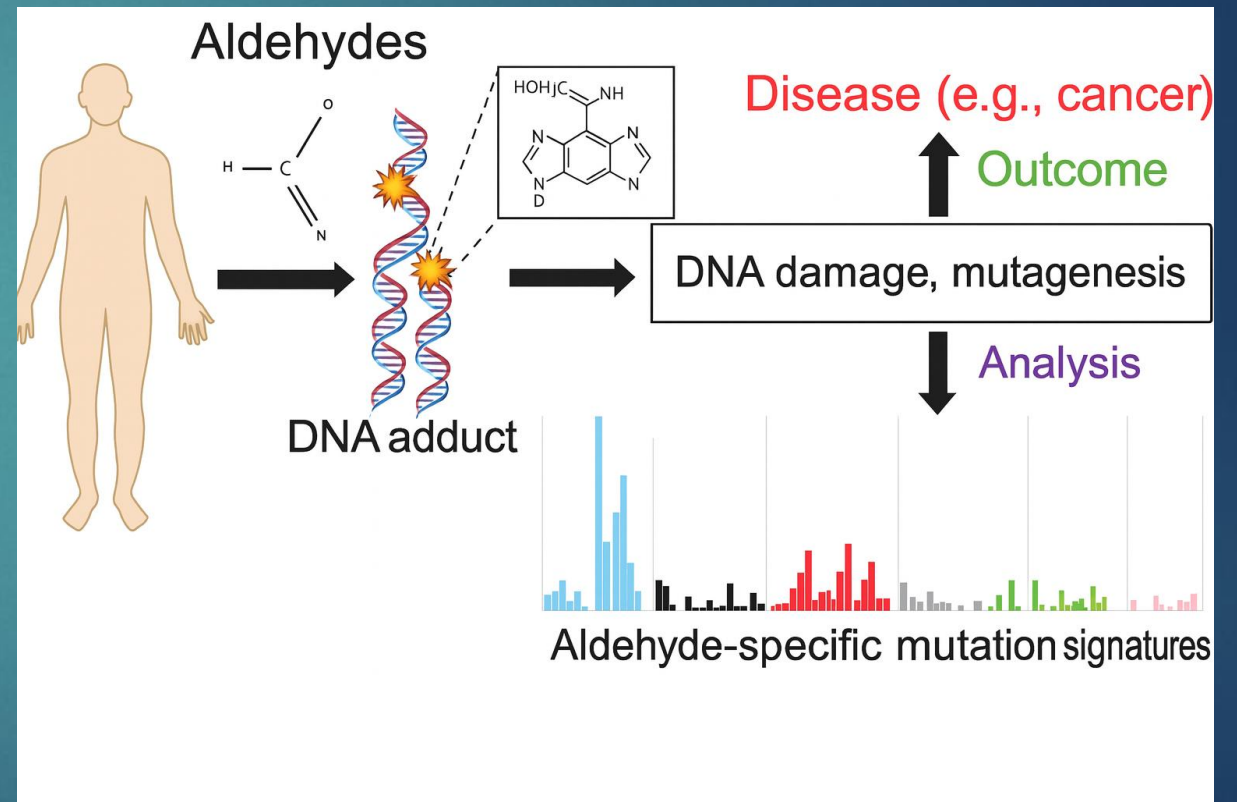 Aldehydes
O
H
C
N
HOHjC
NH
N
N
N
D
N
DNA adduct
Disease (e.g., cancer)
Outcome
DNA damage, mutagenesis
Analysis
Aldehyde-specific mutation signatures